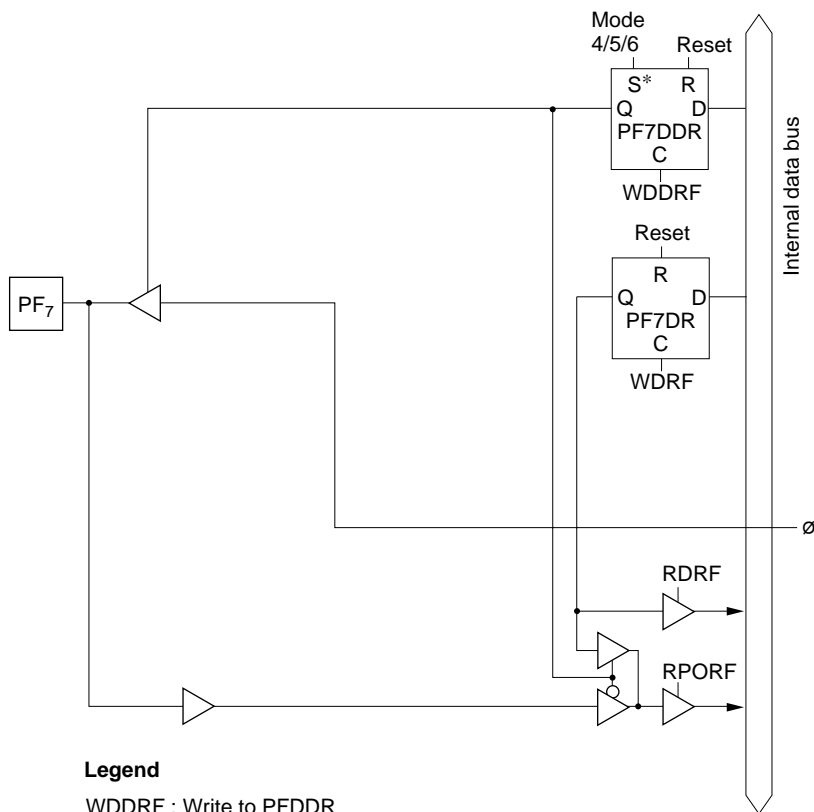 Mode
4/5/6
Reset
S* R
Q D
PF7DDR
C
WDDRF
Internal data bus
Reset
R
Q D
PF7DR
C
WDRF
PF7
ø
RDRF
RPORF
Legend
WDDRF : Write to PFDDR